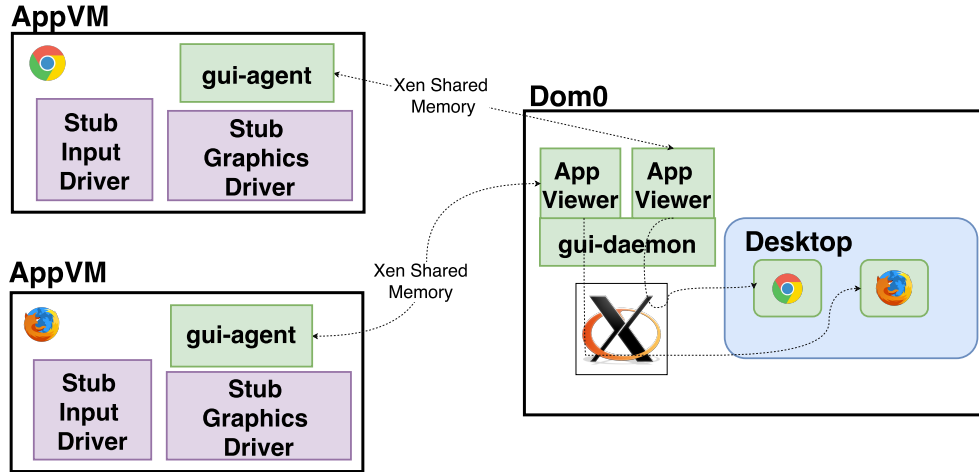 AppVM
gui-agent
Stub
Input
Driver
Stub
Graphics
Driver
Xen Shared
Memory
Dom0
App
Viewer
App
Viewer
gui-daemon
Desktop
AppVM
gui-agent
Stub
Input
Driver
Stub
Graphics
Driver
Xen Shared
Memory